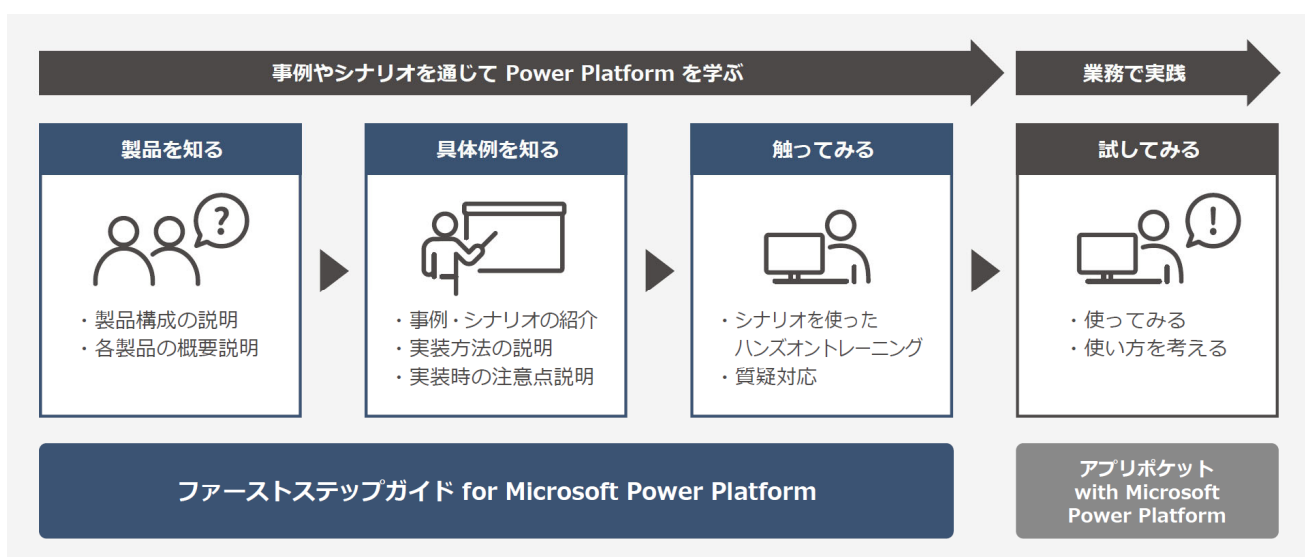 事例やシナリオを通じて Power Platform を学ぶ
業務で実践
製品を知る
?
・製品構成の説明
・各製品の概要説明
具体例を知る
・事例・シナリオの紹介
・実装方法の説明
・実装時の注意点説明
触ってみる
・シナリオを使った
ハンズオントレーニング
・質疑対応
試してみる
!
・使ってみる
・使い方を考える
ファーストステップガイド for Microsoft Power Platform
アプリポケット
with Microsoft
Power Platform